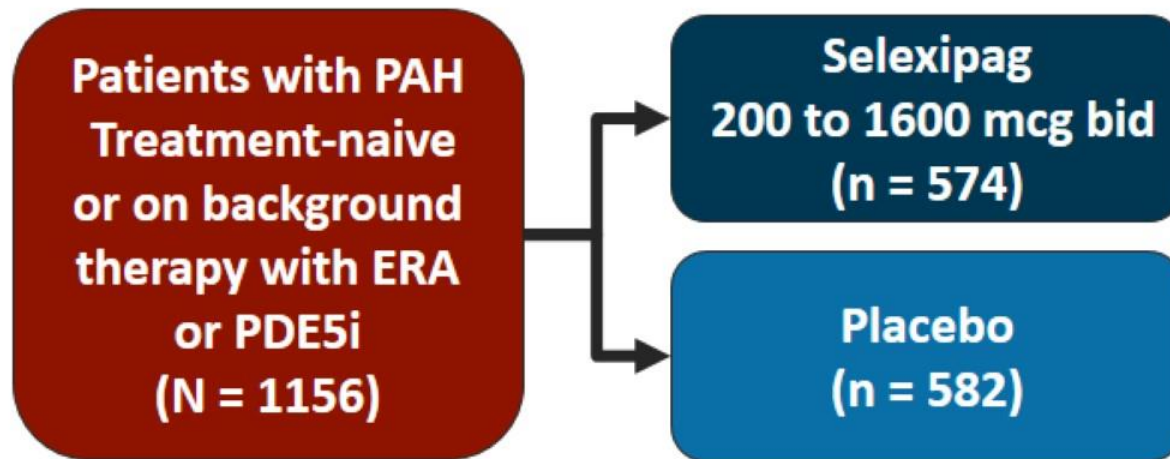 Patients with PAH
Treatment-naive
or on background
therapy with ERA
or PDE5i
(N = 1156)
Selexipag
200 to 1600 mcg bid
(n = 574)
Placebo
(n = 582)